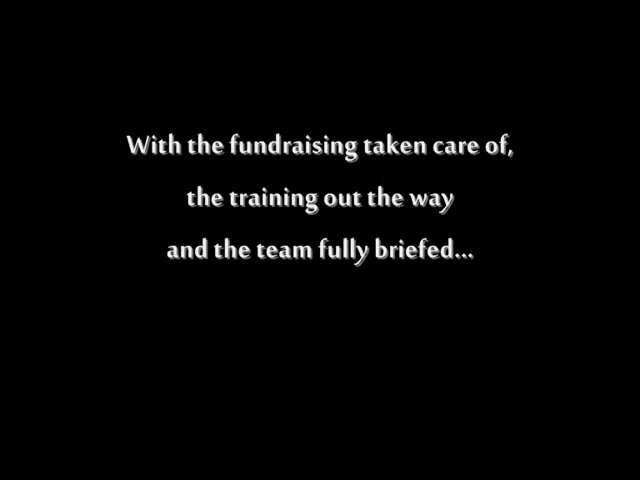 With the fundraising taken care of,
the training out the way
and the team fully briefed...